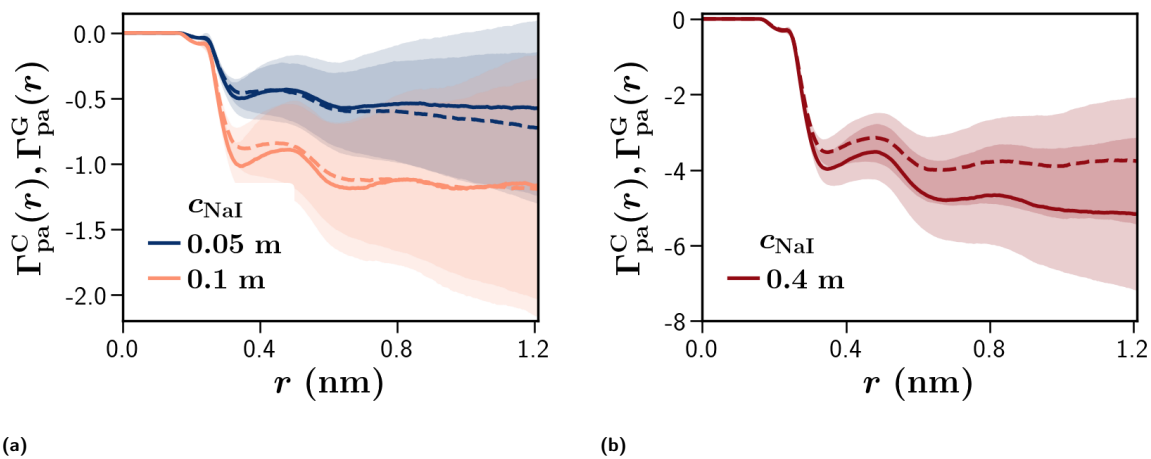 0.0
-0.5
-1.0
-1.5
-2.0
Γ^C_pa(r), Γ^G_pa(r)
c_NaI
0.05 m
0.1 m
0.0 0.4 0.8 1.2
r (nm)
(a)
0
-2
-4
-6
-8
Γ^C_pa(r), Γ^G_pa(r)
c_NaI
0.4 m
0.0 0.4 0.8 1.2
r (nm)
(b)